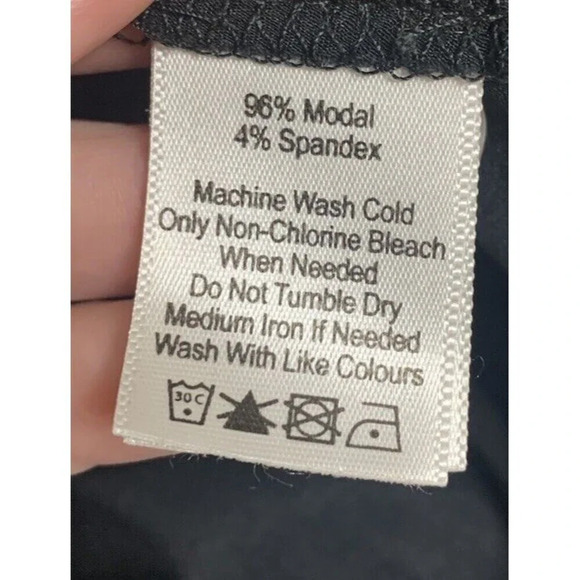 96% Modal
4% Spandex
Machine Wash Cold
Only Non-Chlorine Bleach
When Needed
Do Not Tumble Dry
Medium Iron If Needed
Wash With Like Colours
30 C